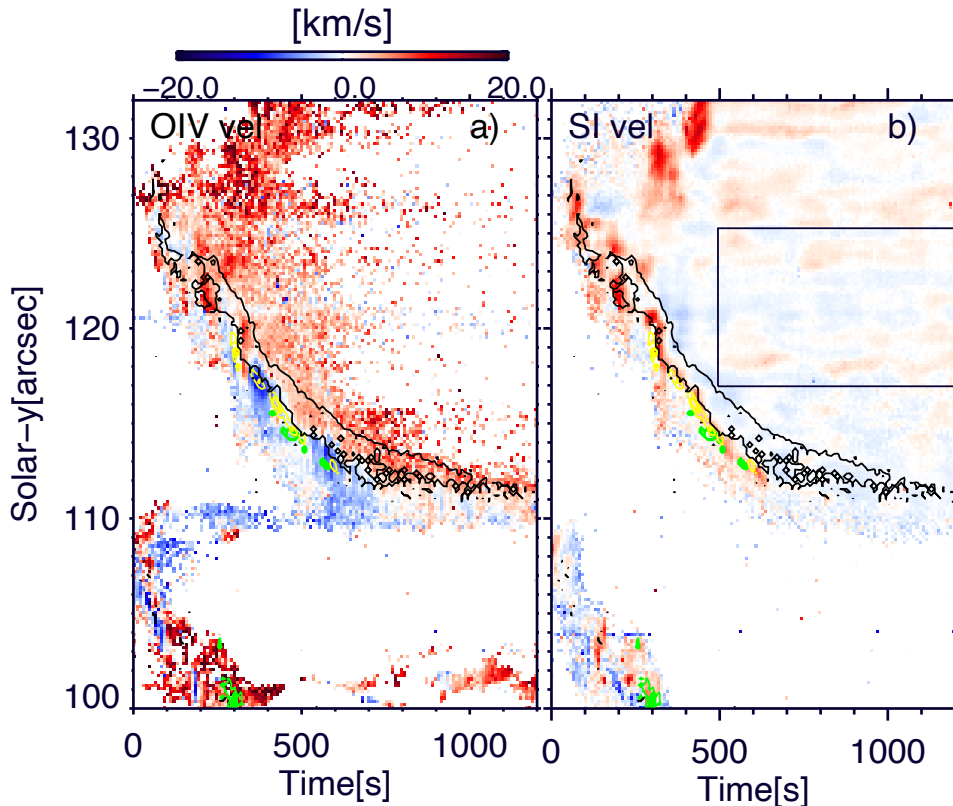 [km/s]
−20.0 0.0 20.0
OIV vel a) SI vel b)
130
120
110
100
Solar−y[arcsec]
0 500 1000 0 500 1000
Time[s] Time[s]